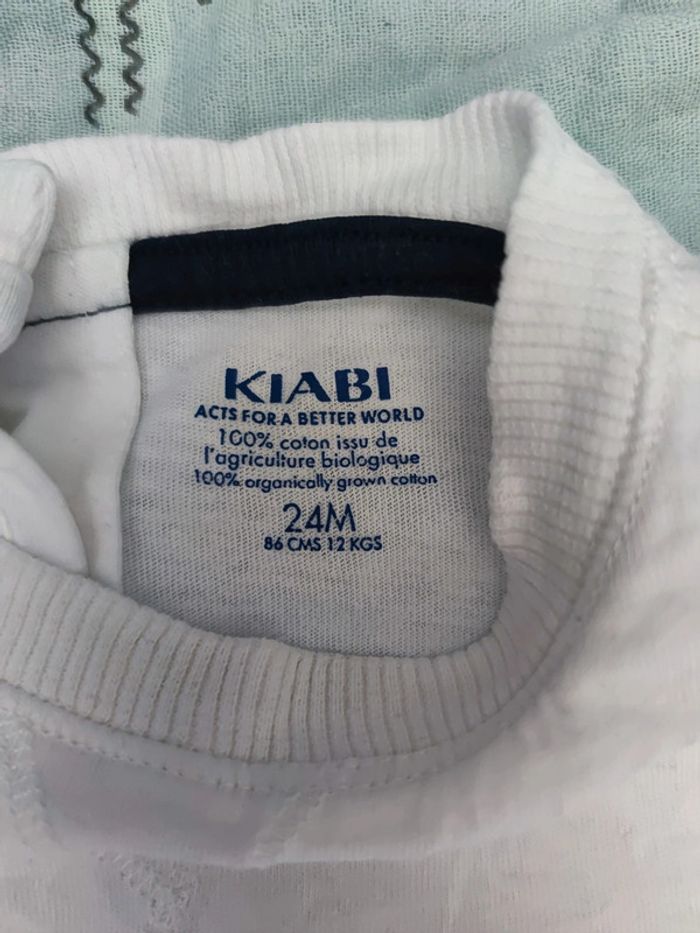 KIABI
ACTS FOR A BETTER WORLD
100% coton issu de
l'agriculture biologique
100% organically grown cotton
24M
86 CMS 12 KGS